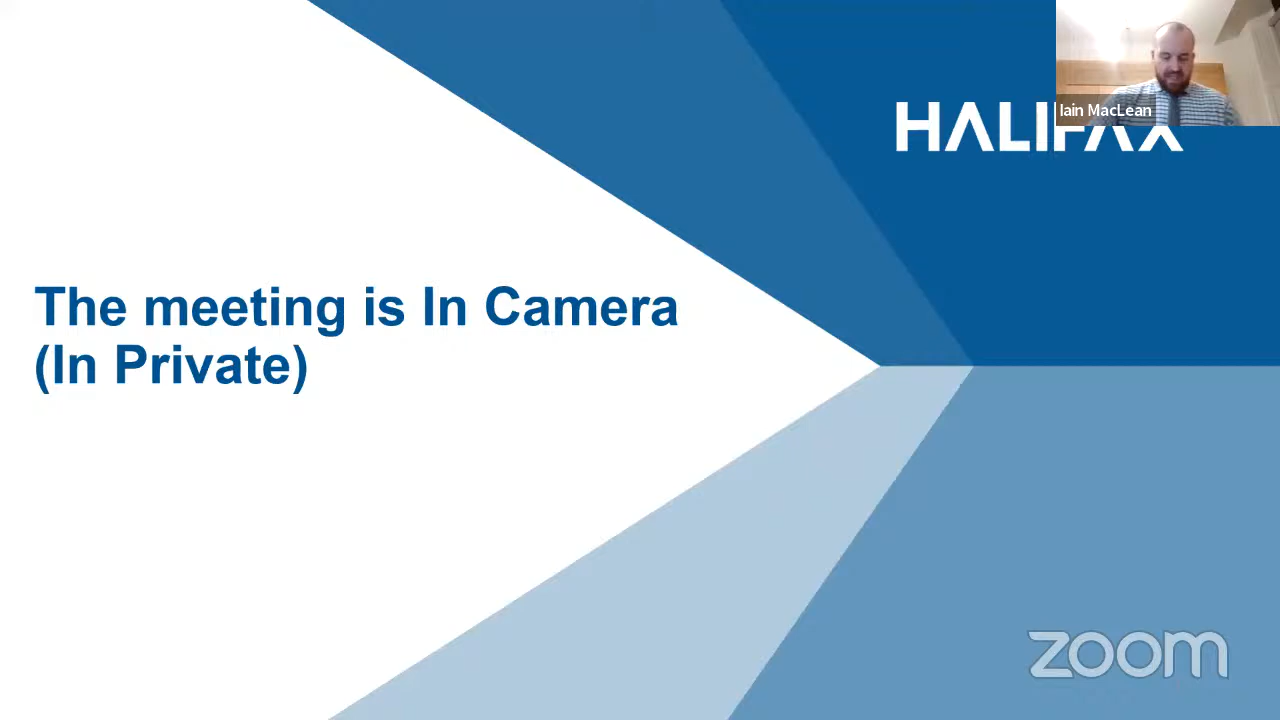 Iain MacLean
HALIFAX
The meeting is In Camera
(In Private)
zoom